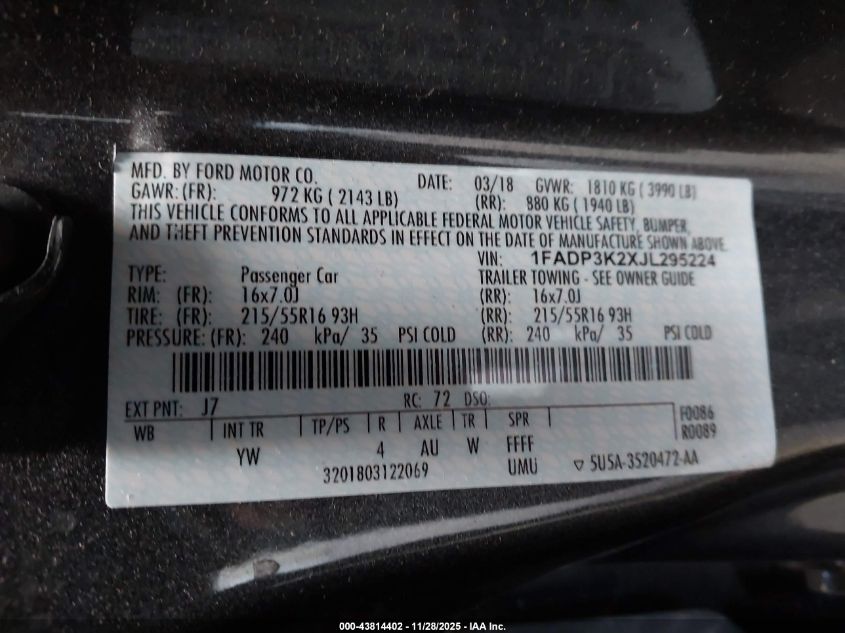 MFD. BY FORD MOTOR CO. DATE: 03/18 GVWR: 1810 KG ( 3990 LB)
GAWR: (FR): 972 KG ( 2143 LB) (RR): 880 KG ( 1940 LB)
THIS VEHICLE CONFORMS TO ALL APPLICABLE FEDERAL MOTOR VEHICLE SAFETY, BUMPER,
AND THEFT PREVENTION STANDARDS IN EFFECT ON THE DATE OF MANUFACTURE SHOWN ABOVE.
VIN: 1FADP3K2XJL295224
TYPE: Passenger Car TRAILER TOWING - SEE OWNER GUIDE
RIM: (FR): 16x7.0J (RR): 16x7.0J
TIRE: (FR): 215/55R16 93H (RR): 215/55R16 93H
PRESSURE: (FR): 240 kPa/ 35 PSI COLD (RR): 240 kPa/ 35 PSI COLD
EXT PNT: J7 RC: 72 DSO:
WB INT TR TP/PS R AXLE TR SPR F0086
YW 4 AU W FFFF R0089
3201803122069 UMU ▽ 5U5A-3520472-AA
000-43814402 - 11/28/2025 - IAA Inc.